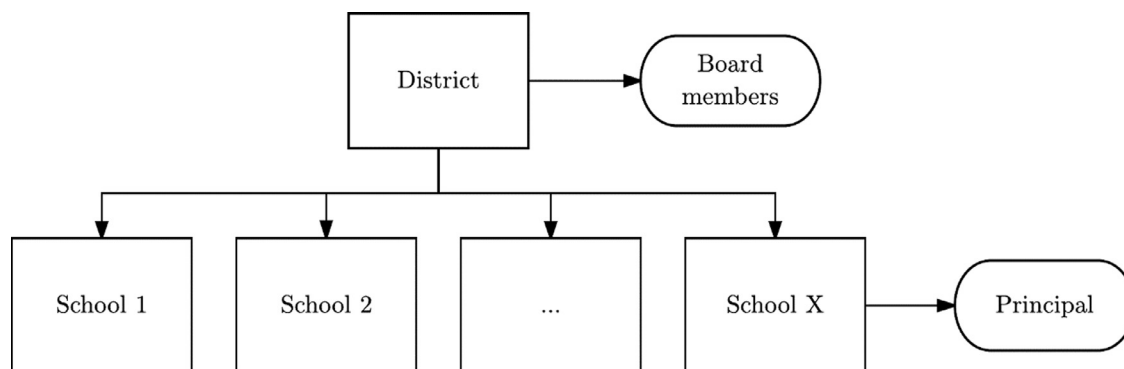 District
Board
members
School 1
School 2
...
School X
Principal